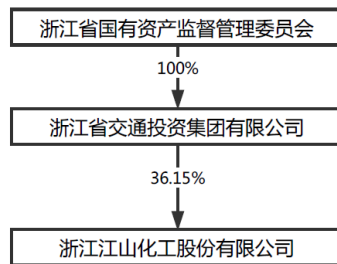 浙江省国有资产监督管理委员会
100%
浙江省交通投资集团有限公司
36.15%
浙江江山化工股份有限公司